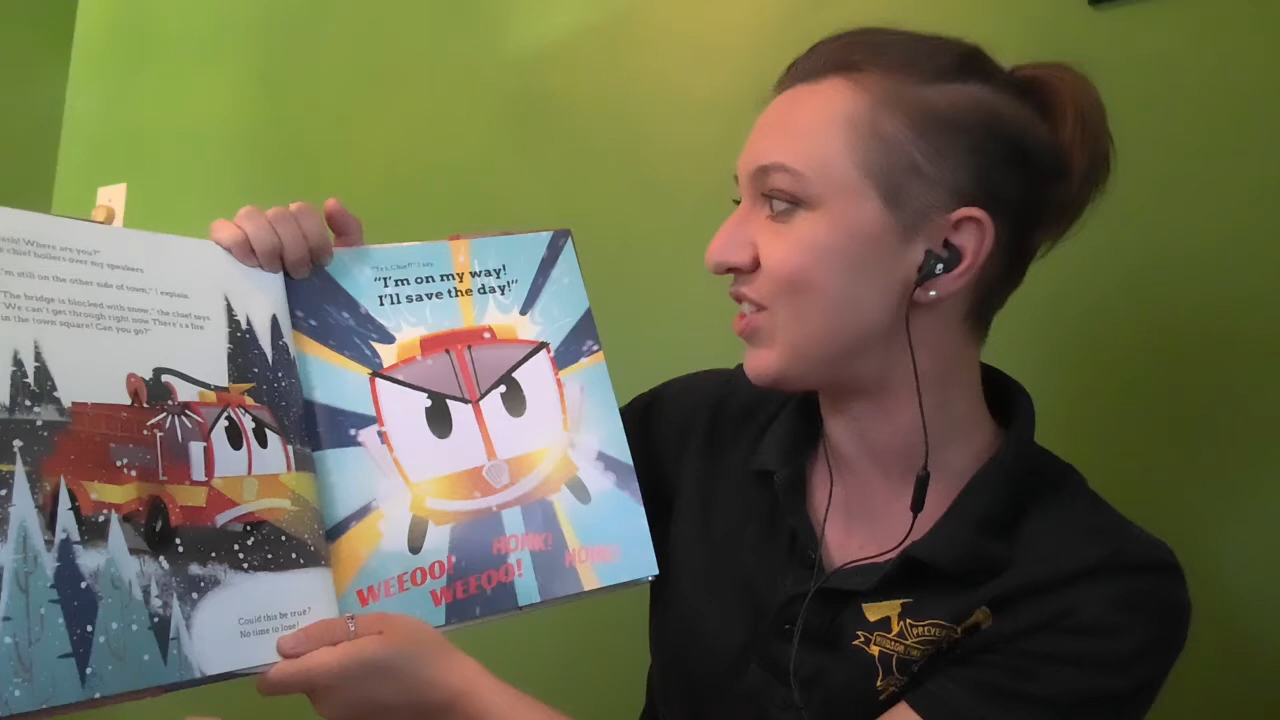 Where are you?"
chief hollers over my speakers
I'm still on the other side of town," I explain.
"The bridge is blocked with snow," the chief says.
"We can't get through right now. There's a fire
in the town square! Can you go?"
Could this be true?
No time to lose!
"Yes, Chief!" I say.
"I'm on my way!
I'll save the day!"
WEEOO!
HONK!
HONK!
WEEOO!
WINDSOR FIRE